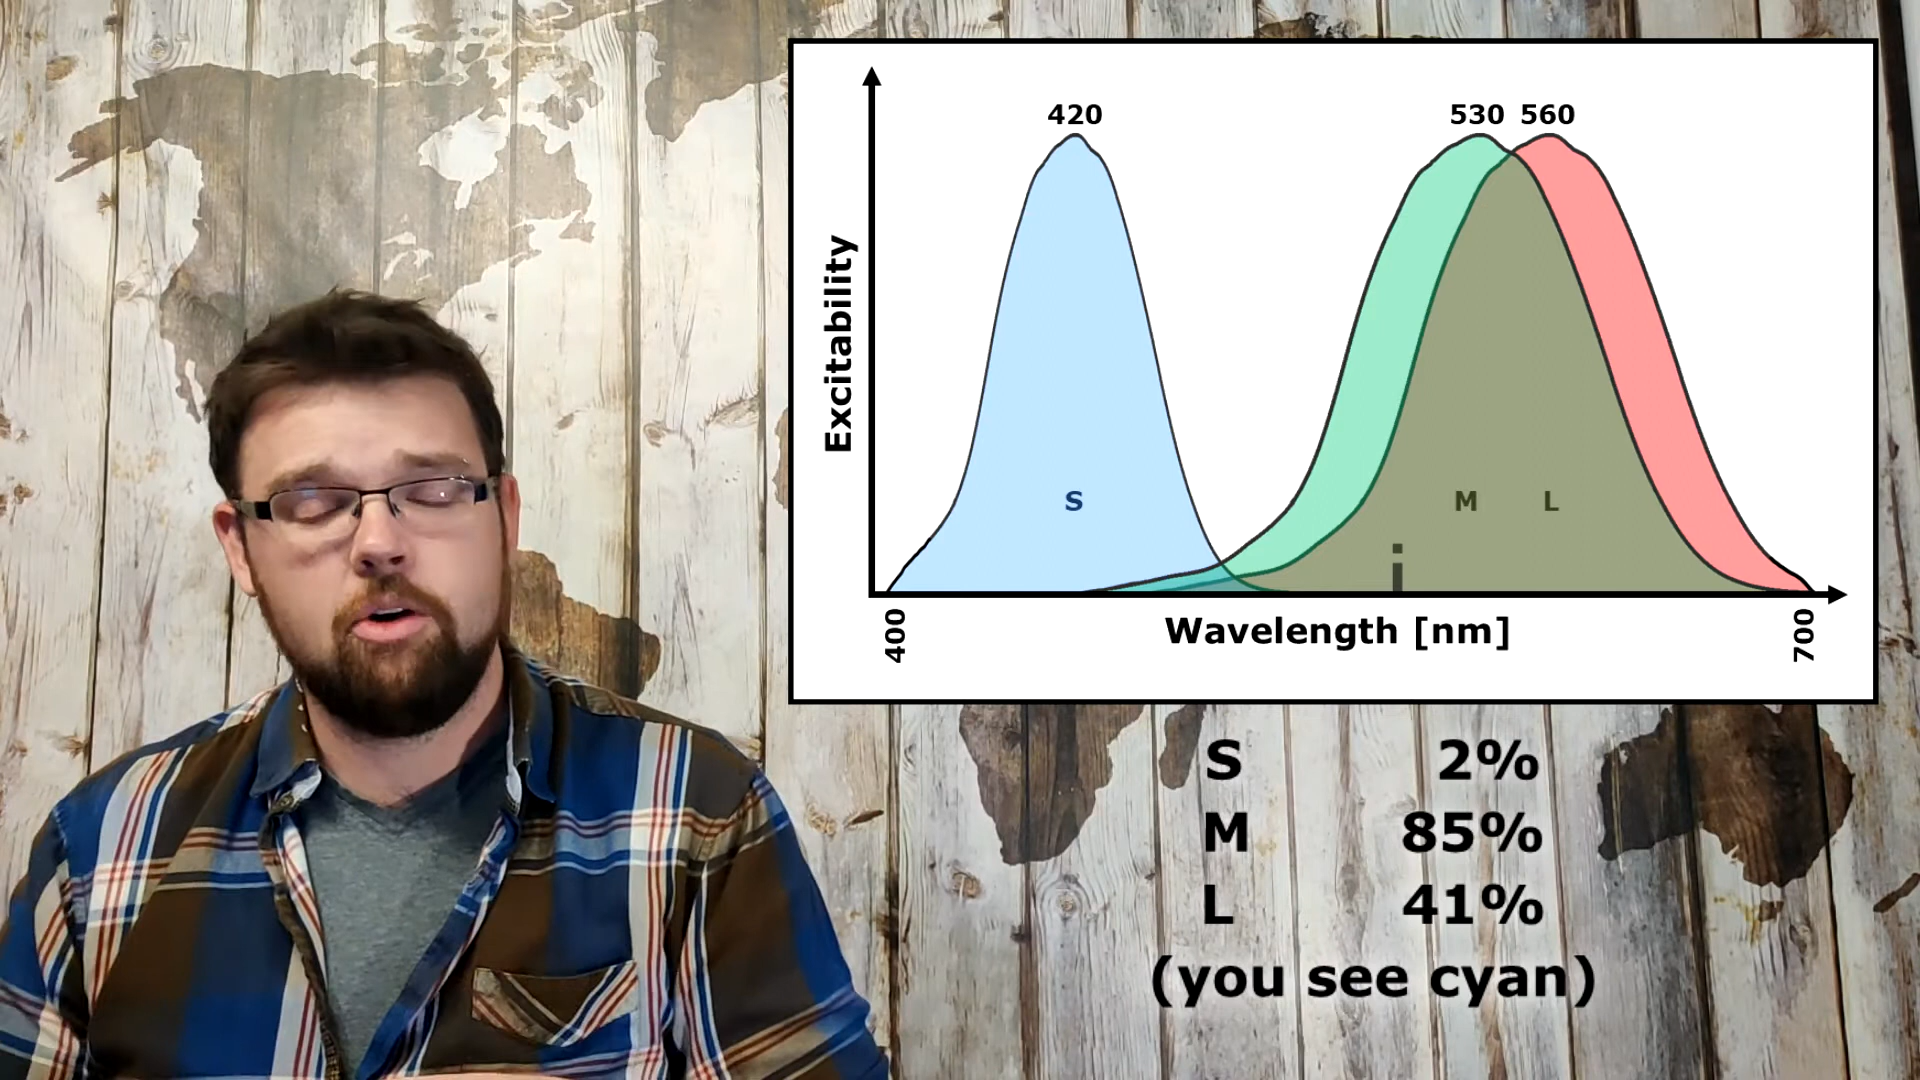 420
530 560
Excitability
S
M L
i
400
Wavelength [nm]
700
S 2%
M 85%
L 41%
(you see cyan)